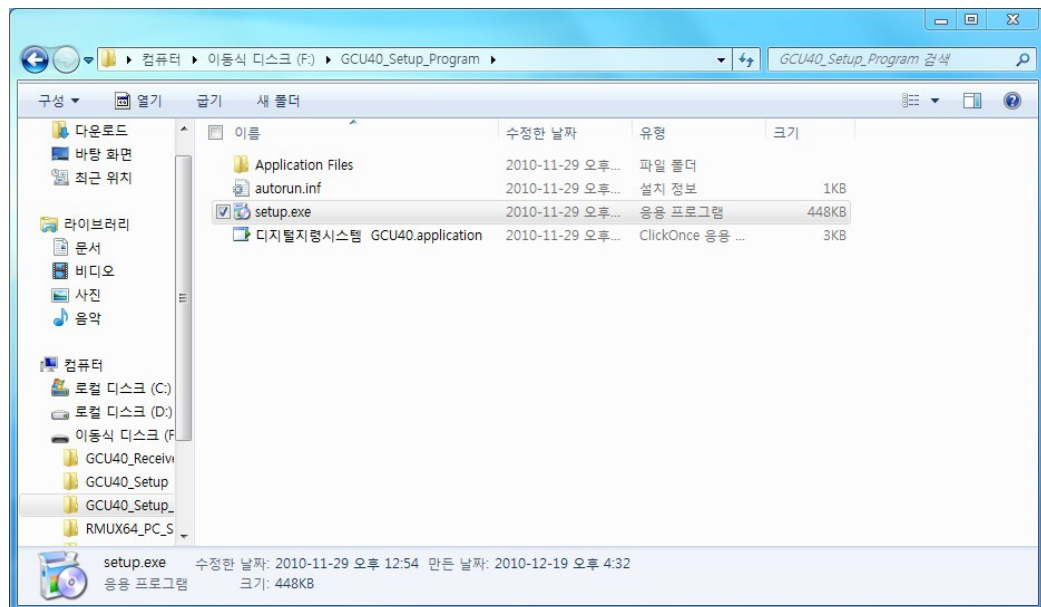 컴퓨터 ▸ 이동식 디스크 (F:) ▸ GCU40_Setup_Program ▸
GCU40_Setup_Program 검색
구성 열기 굽기 새 폴더
다운로드
바탕 화면
최근 위치
라이브러리
문서
비디오
사진
음악
컴퓨터
로컬 디스크 (C:)
로컬 디스크 (D:)
이동식 디스크 (F
GCU40_Receiv
GCU40_Setup
GCU40_Setup_
RMUX64_PC_S
이름 수정한 날짜 유형 크기
Application Files 2010-11-29 오후... 파일 폴더
autorun.inf 2010-11-29 오후... 설치 정보 1KB
setup.exe 2010-11-29 오후... 응용 프로그램 448KB
디지털지령시스템 GCU40.application 2010-11-29 오후... ClickOnce 응용 ... 3KB
setup.exe 수정한 날짜: 2010-11-29 오후 12:54 만든 날짜: 2010-12-19 오후 4:32
응용 프로그램 크기: 448KB